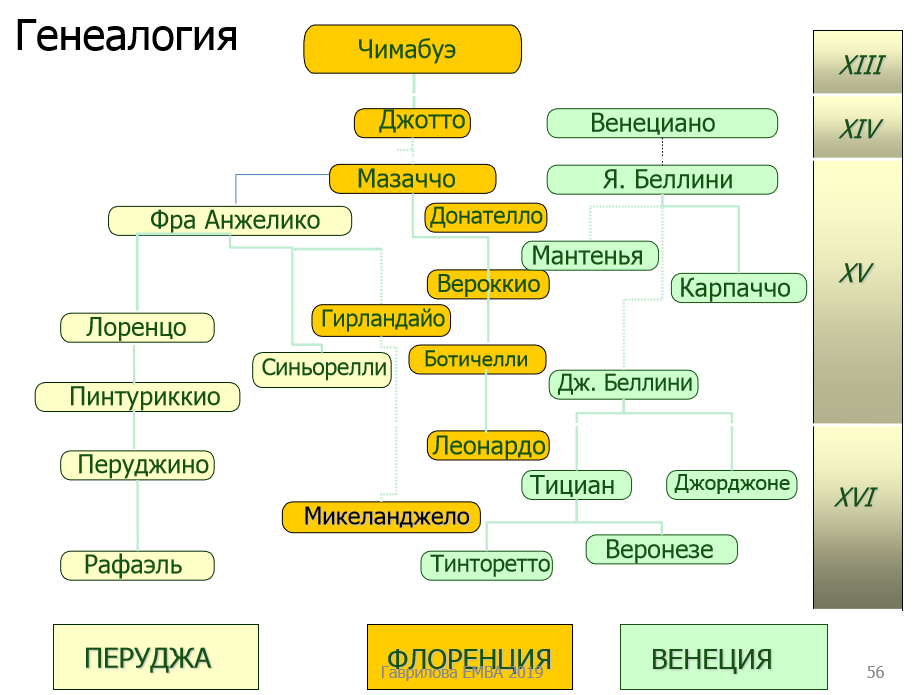 Генеалогия
Чимабуэ
XIII
Джотто
Венециано
XIV
Мазаччо
Я. Беллини
Фра Анжелико
Донателло
Мантенья
XV
Вероккио
Карпаччо
Лоренцо
Гирландайо
Синьорелли
Ботичелли
Дж. Беллини
Пинтуриккио
Перуджино
Леонардо
Тициан
Джорджоне
XVI
Микеланджело
Рафаэль
Тинторетто
Веронезе
ПЕРУДЖА
ФЛОРЕНЦИЯ
ВЕНЕЦИЯ
Гаврилова EMBA 2019
56